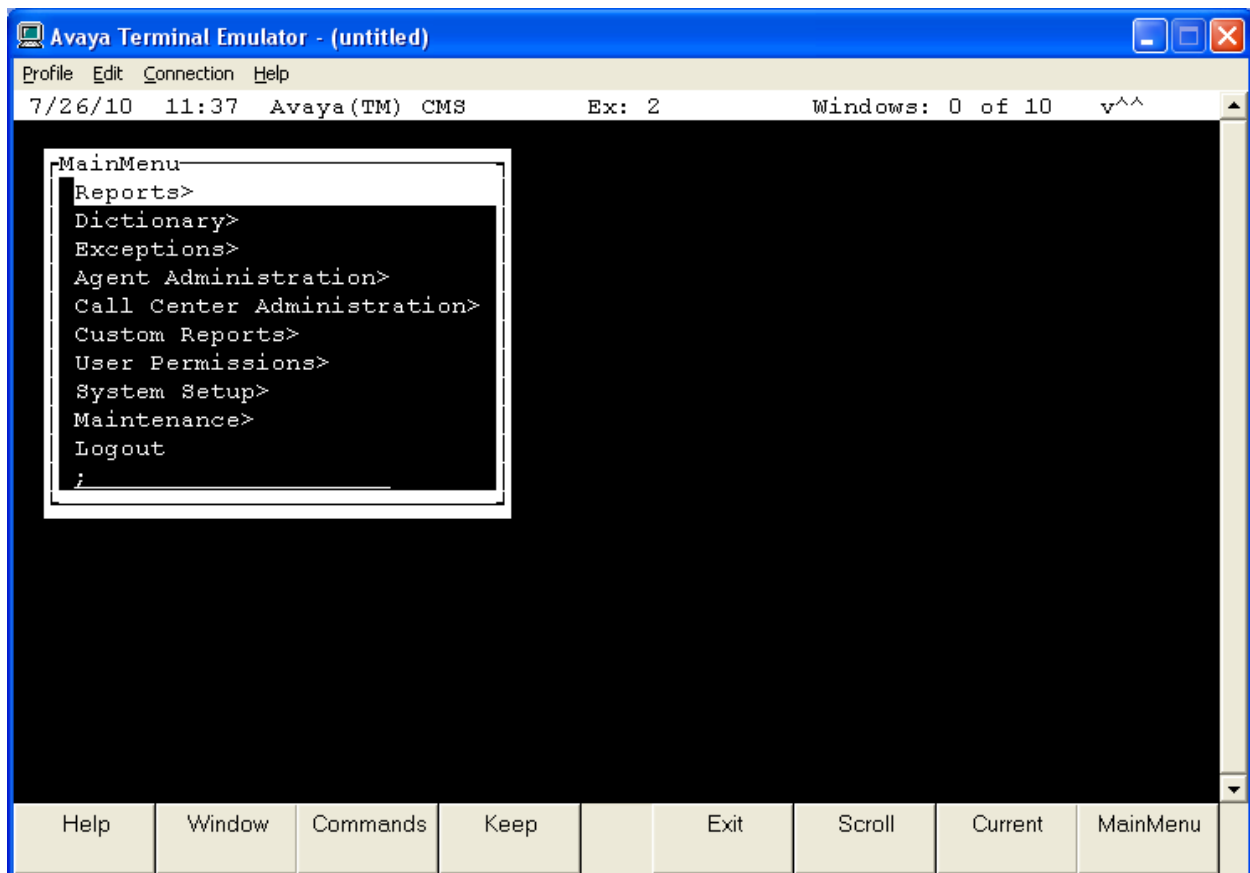 Avaya Terminal Emulator - (untitled)
Profile Edit Connection Help
7/26/10 11:37 Avaya(TM) CMS Ex: 2 Windows: 0 of 10 v^^
MainMenu
Reports>
Dictionary>
Exceptions>
Agent Administration>
Call Center Administration>
Custom Reports>
User Permissions>
System Setup>
Maintenance>
Logout
;
Help Window Commands Keep Exit Scroll Current MainMenu